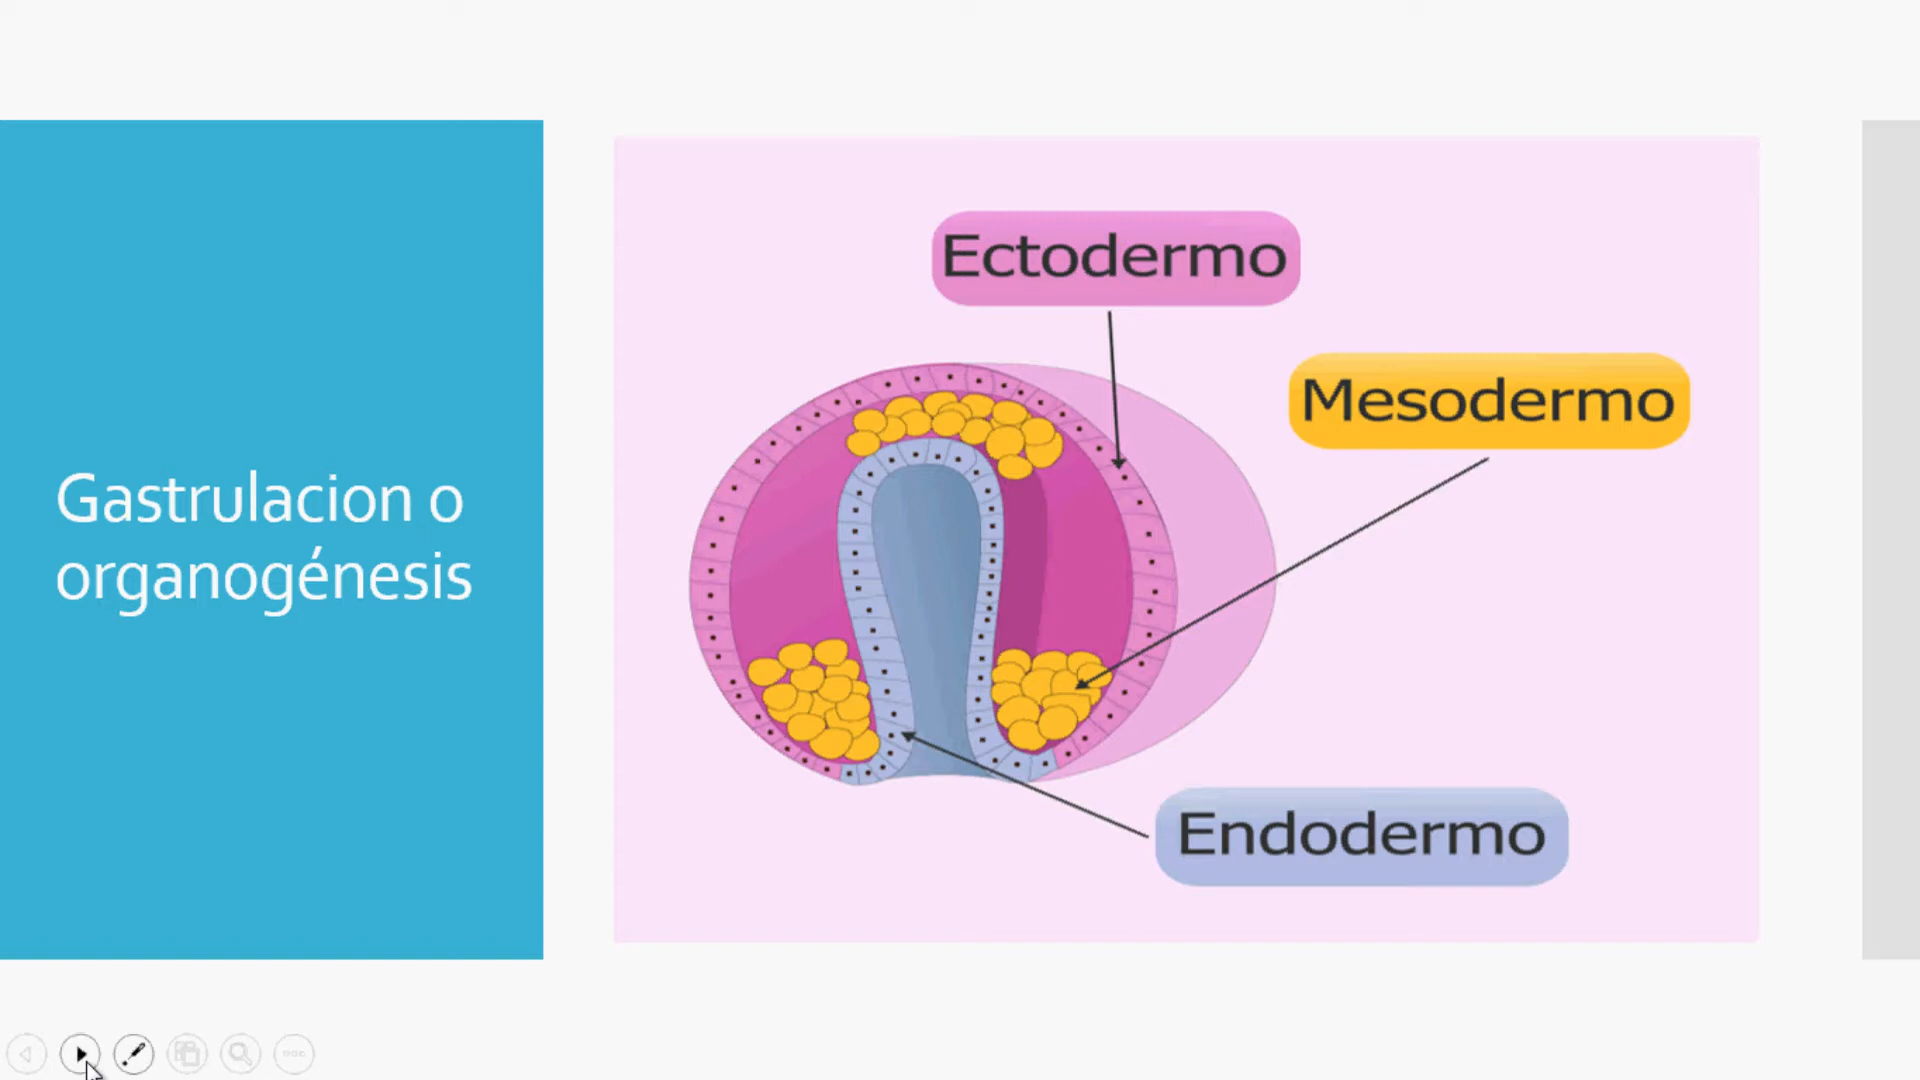 Gastrulacion o
organogénesis
Ectodermo
Mesodermo
Endodermo